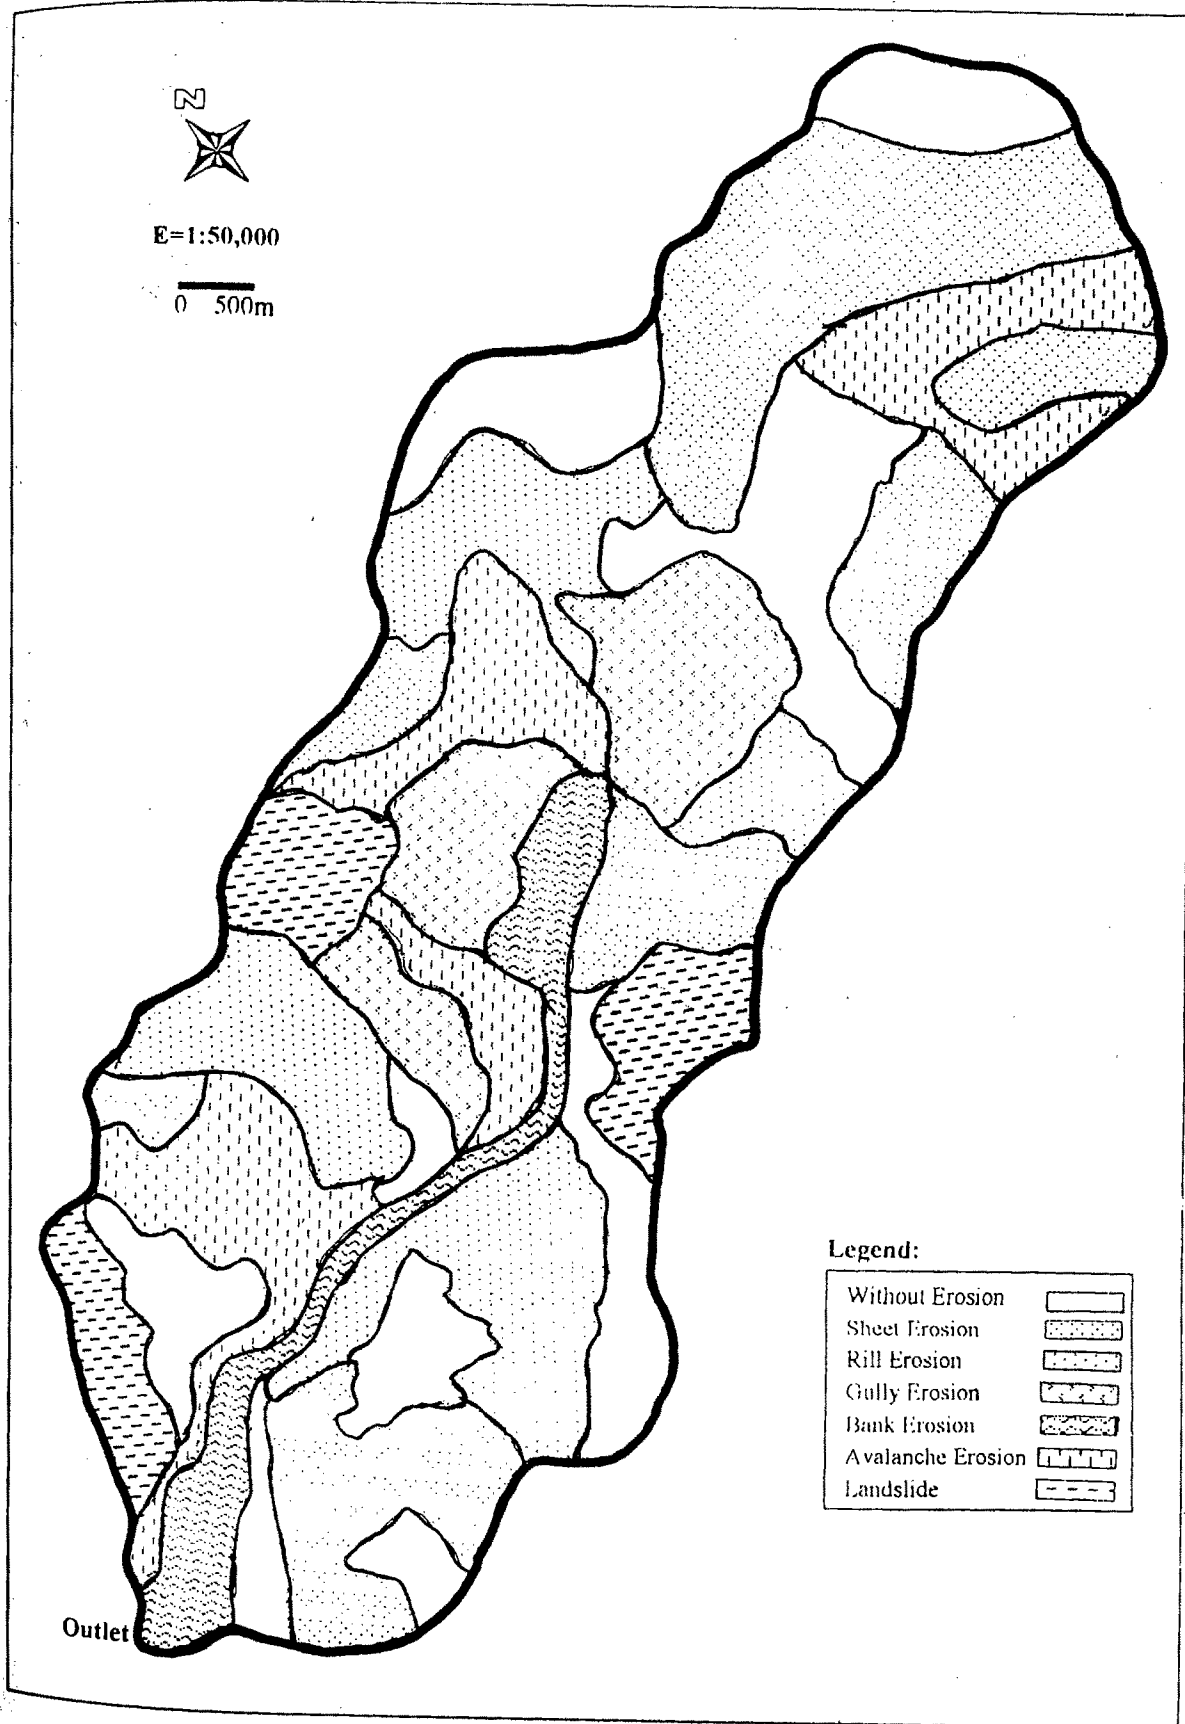 N
E=1:50,000
0 500m
Outlet
Legend:
Without Erosion
Sheet Erosion
Rill Erosion
Gully Erosion
Bank Erosion
Avalanche Erosion
Landslide